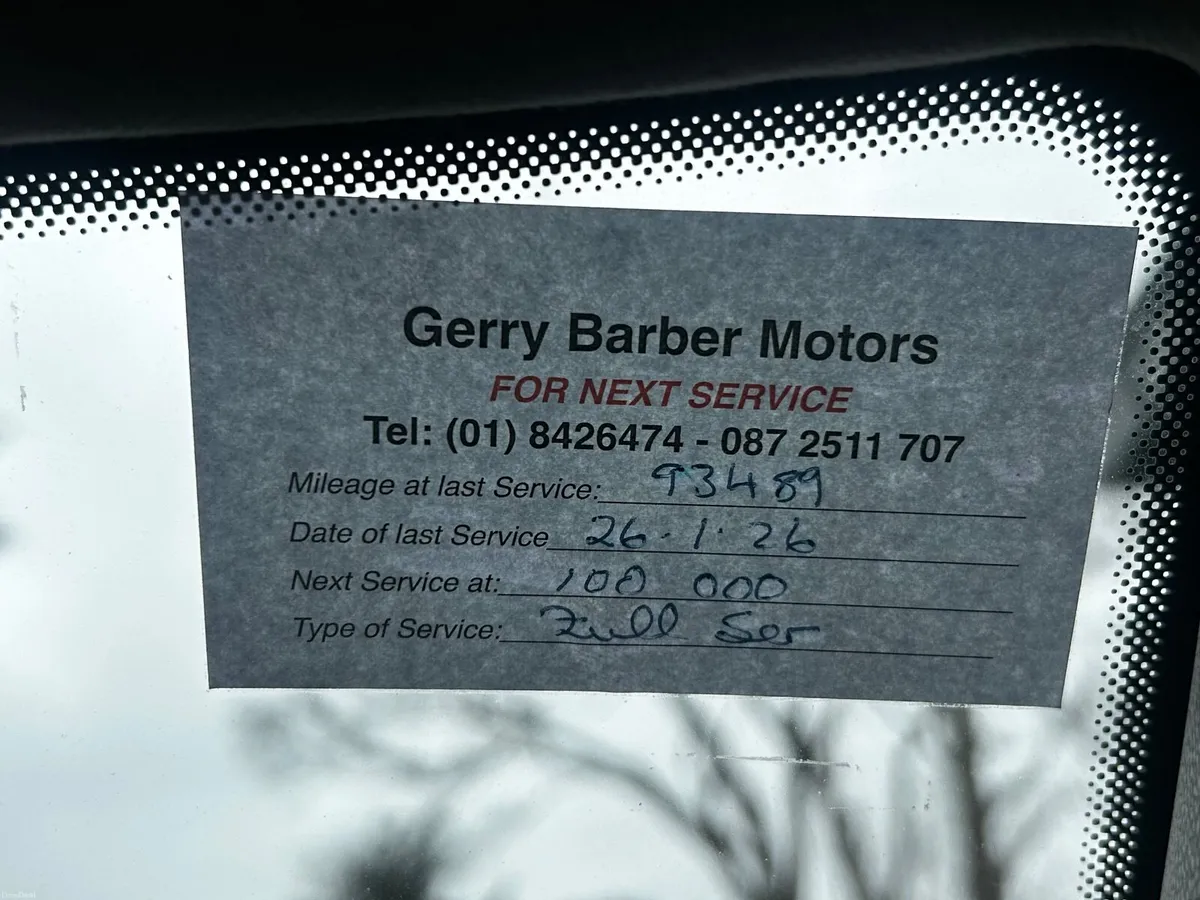 Gerry Barber Motors
FOR NEXT SERVICE
Tel: (01) 8426474 - 087 2511 707
Mileage at last Service: 93489
Date of last Service 26.1.26
Next Service at: 100 000
Type of Service: Full Ser